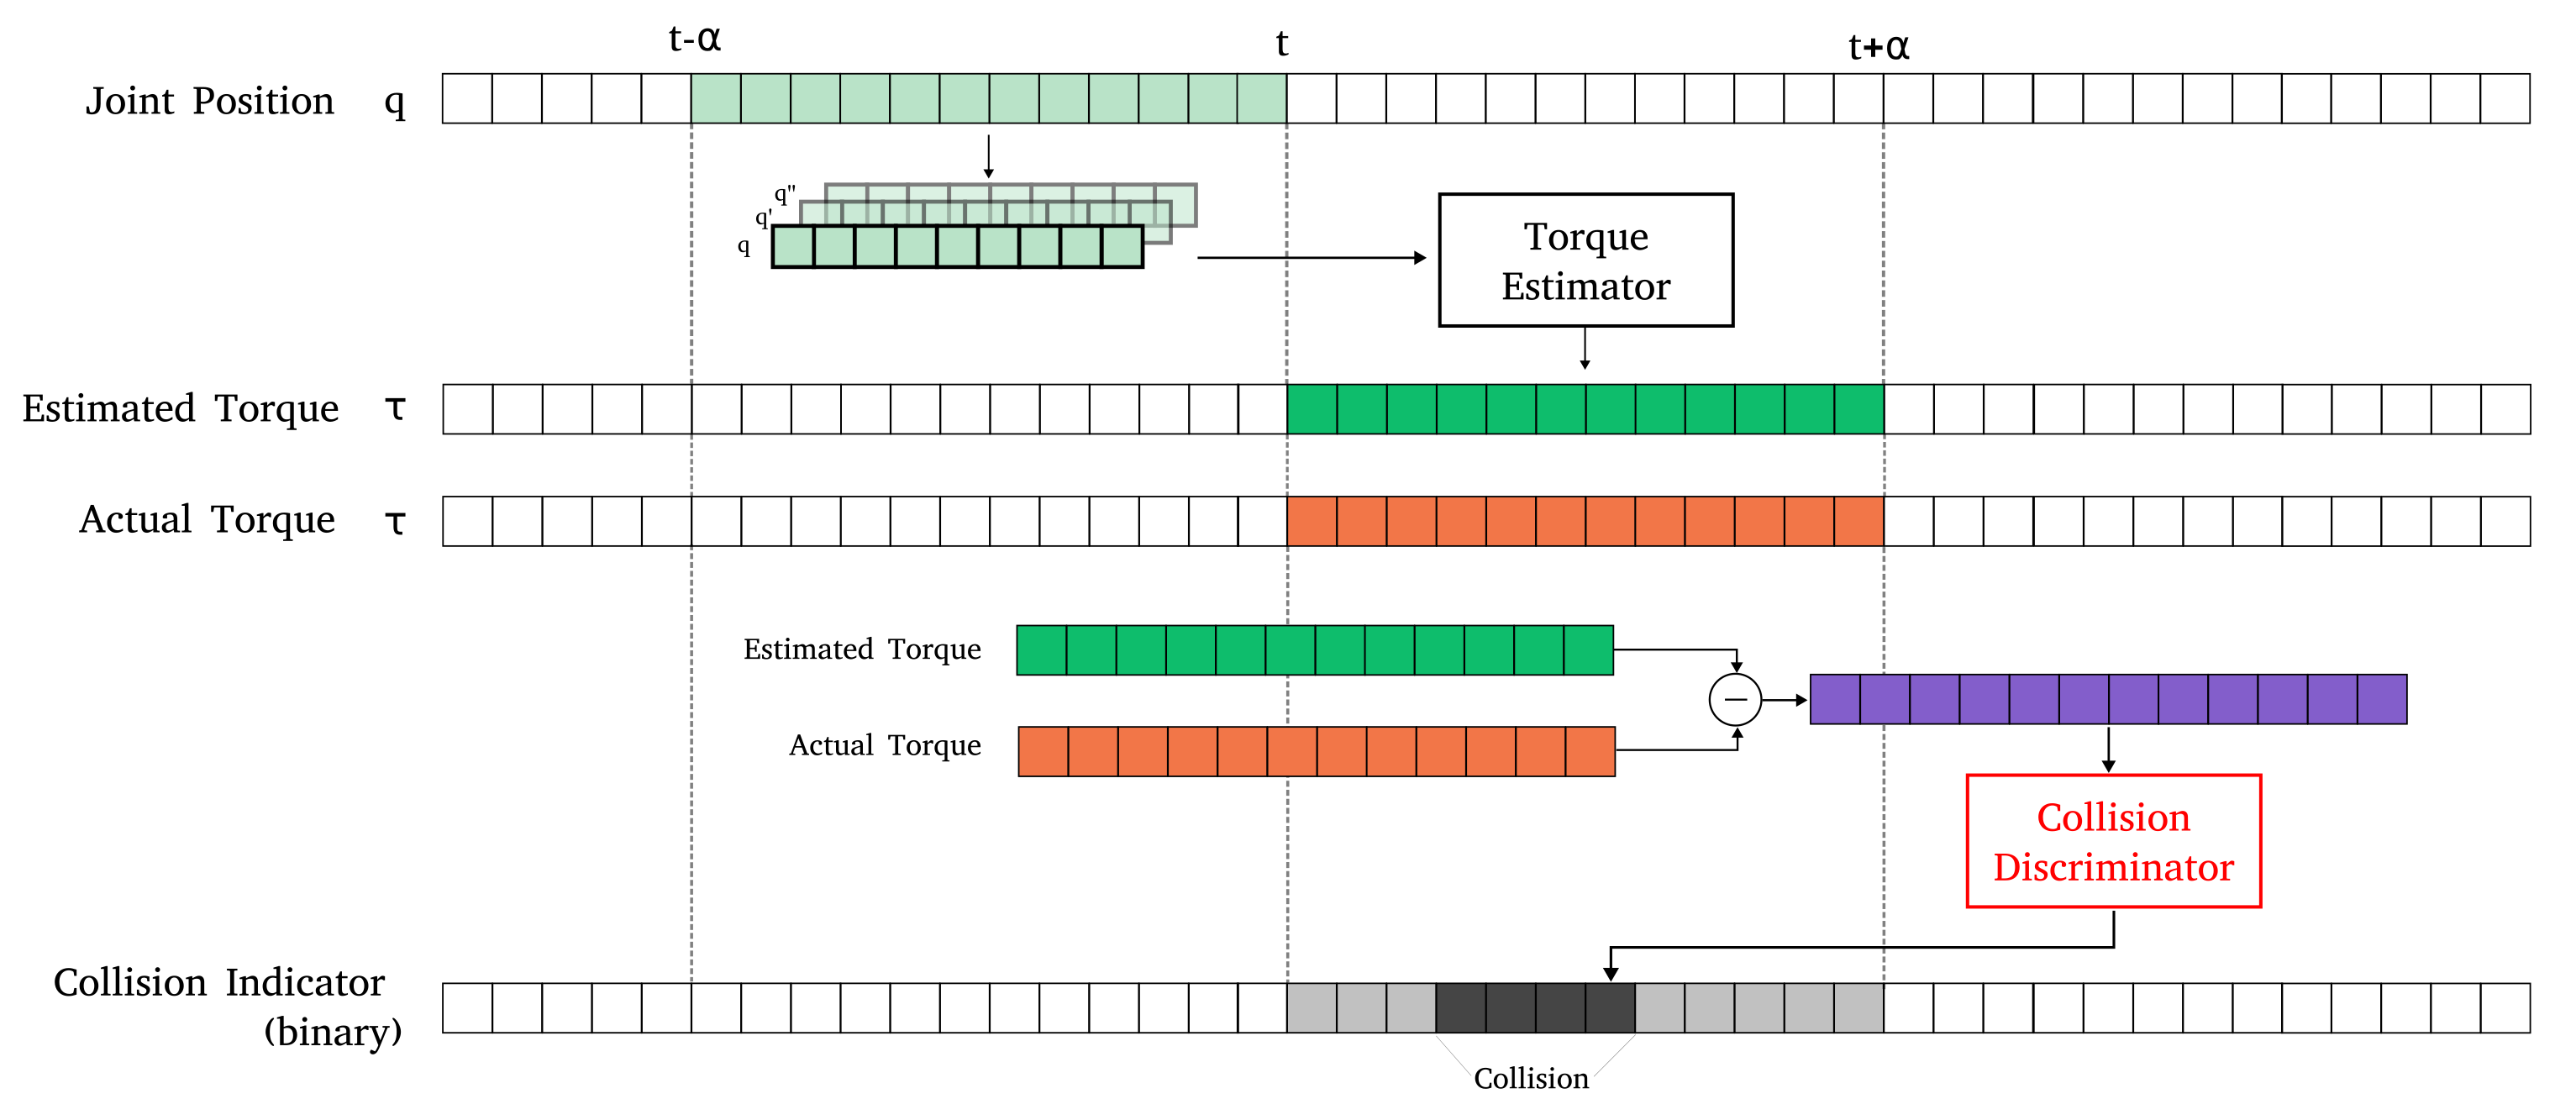 t-α
t
t+α
Joint Position q
q"
q'
q
Torque
Estimator
Estimated Torque τ
Actual Torque τ
Estimated Torque
Actual Torque
Collision
Discriminator
Collision Indicator
(binary)
Collision